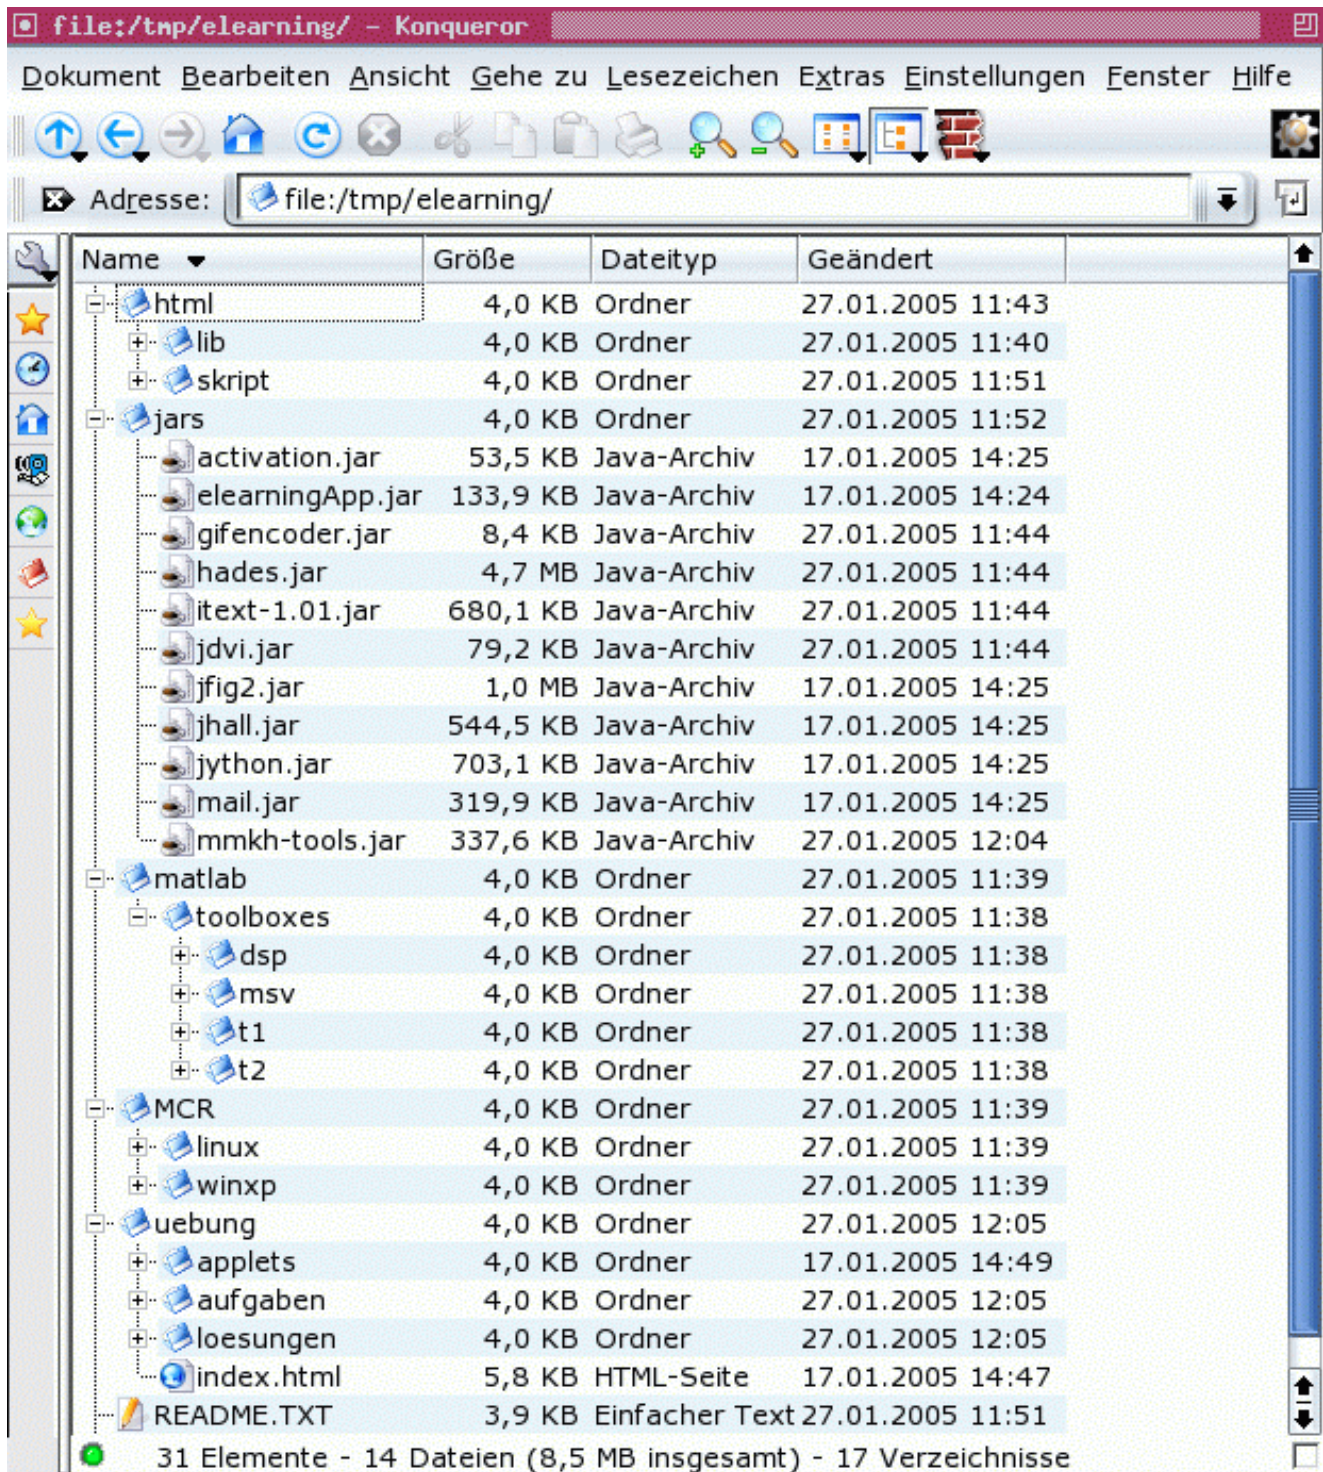 file:/tmp/elearning/ - Konqueror
Dokument Bearbeiten Ansicht Gehe zu Lesezeichen Extras Einstellungen Fenster Hilfe
Adresse: file:/tmp/elearning/
Name Größe Dateityp Geändert
html 4,0 KB Ordner 27.01.2005 11:43
lib 4,0 KB Ordner 27.01.2005 11:40
skript 4,0 KB Ordner 27.01.2005 11:51
jars 4,0 KB Ordner 27.01.2005 11:52
activation.jar 53,5 KB Java-Archiv 17.01.2005 14:25
elearningApp.jar 133,9 KB Java-Archiv 17.01.2005 14:24
gifencoder.jar 8,4 KB Java-Archiv 27.01.2005 11:44
hades.jar 4,7 MB Java-Archiv 27.01.2005 11:44
itext-1.01.jar 680,1 KB Java-Archiv 27.01.2005 11:44
jdvi.jar 79,2 KB Java-Archiv 27.01.2005 11:44
jfig2.jar 1,0 MB Java-Archiv 17.01.2005 14:25
jhall.jar 544,5 KB Java-Archiv 17.01.2005 14:25
jython.jar 703,1 KB Java-Archiv 17.01.2005 14:25
mail.jar 319,9 KB Java-Archiv 17.01.2005 14:25
mmkh-tools.jar 337,6 KB Java-Archiv 27.01.2005 12:04
matlab 4,0 KB Ordner 27.01.2005 11:39
toolboxes 4,0 KB Ordner 27.01.2005 11:38
dsp 4,0 KB Ordner 27.01.2005 11:38
msv 4,0 KB Ordner 27.01.2005 11:38
t1 4,0 KB Ordner 27.01.2005 11:38
t2 4,0 KB Ordner 27.01.2005 11:38
MCR 4,0 KB Ordner 27.01.2005 11:39
linux 4,0 KB Ordner 27.01.2005 11:39
winxp 4,0 KB Ordner 27.01.2005 11:39
uebung 4,0 KB Ordner 27.01.2005 12:05
applets 4,0 KB Ordner 17.01.2005 14:49
aufgaben 4,0 KB Ordner 27.01.2005 12:05
loesungen 4,0 KB Ordner 27.01.2005 12:05
index.html 5,8 KB HTML-Seite 17.01.2005 14:47
README.TXT 3,9 KB Einfacher Text 27.01.2005 11:51
31 Elemente - 14 Dateien (8,5 MB insgesamt) - 17 Verzeichnisse